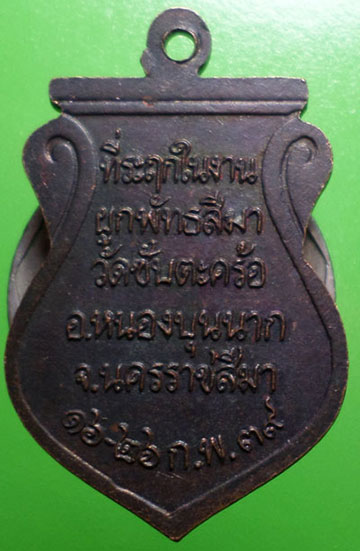 ที่ระฤกในงาน
ผูกพัทธสีมา
วัดซับตะคร้อ
อ.หนองบุนนาก
จ.นครราชสีมา
๑๖-๒๖ ก.พ.๓๙